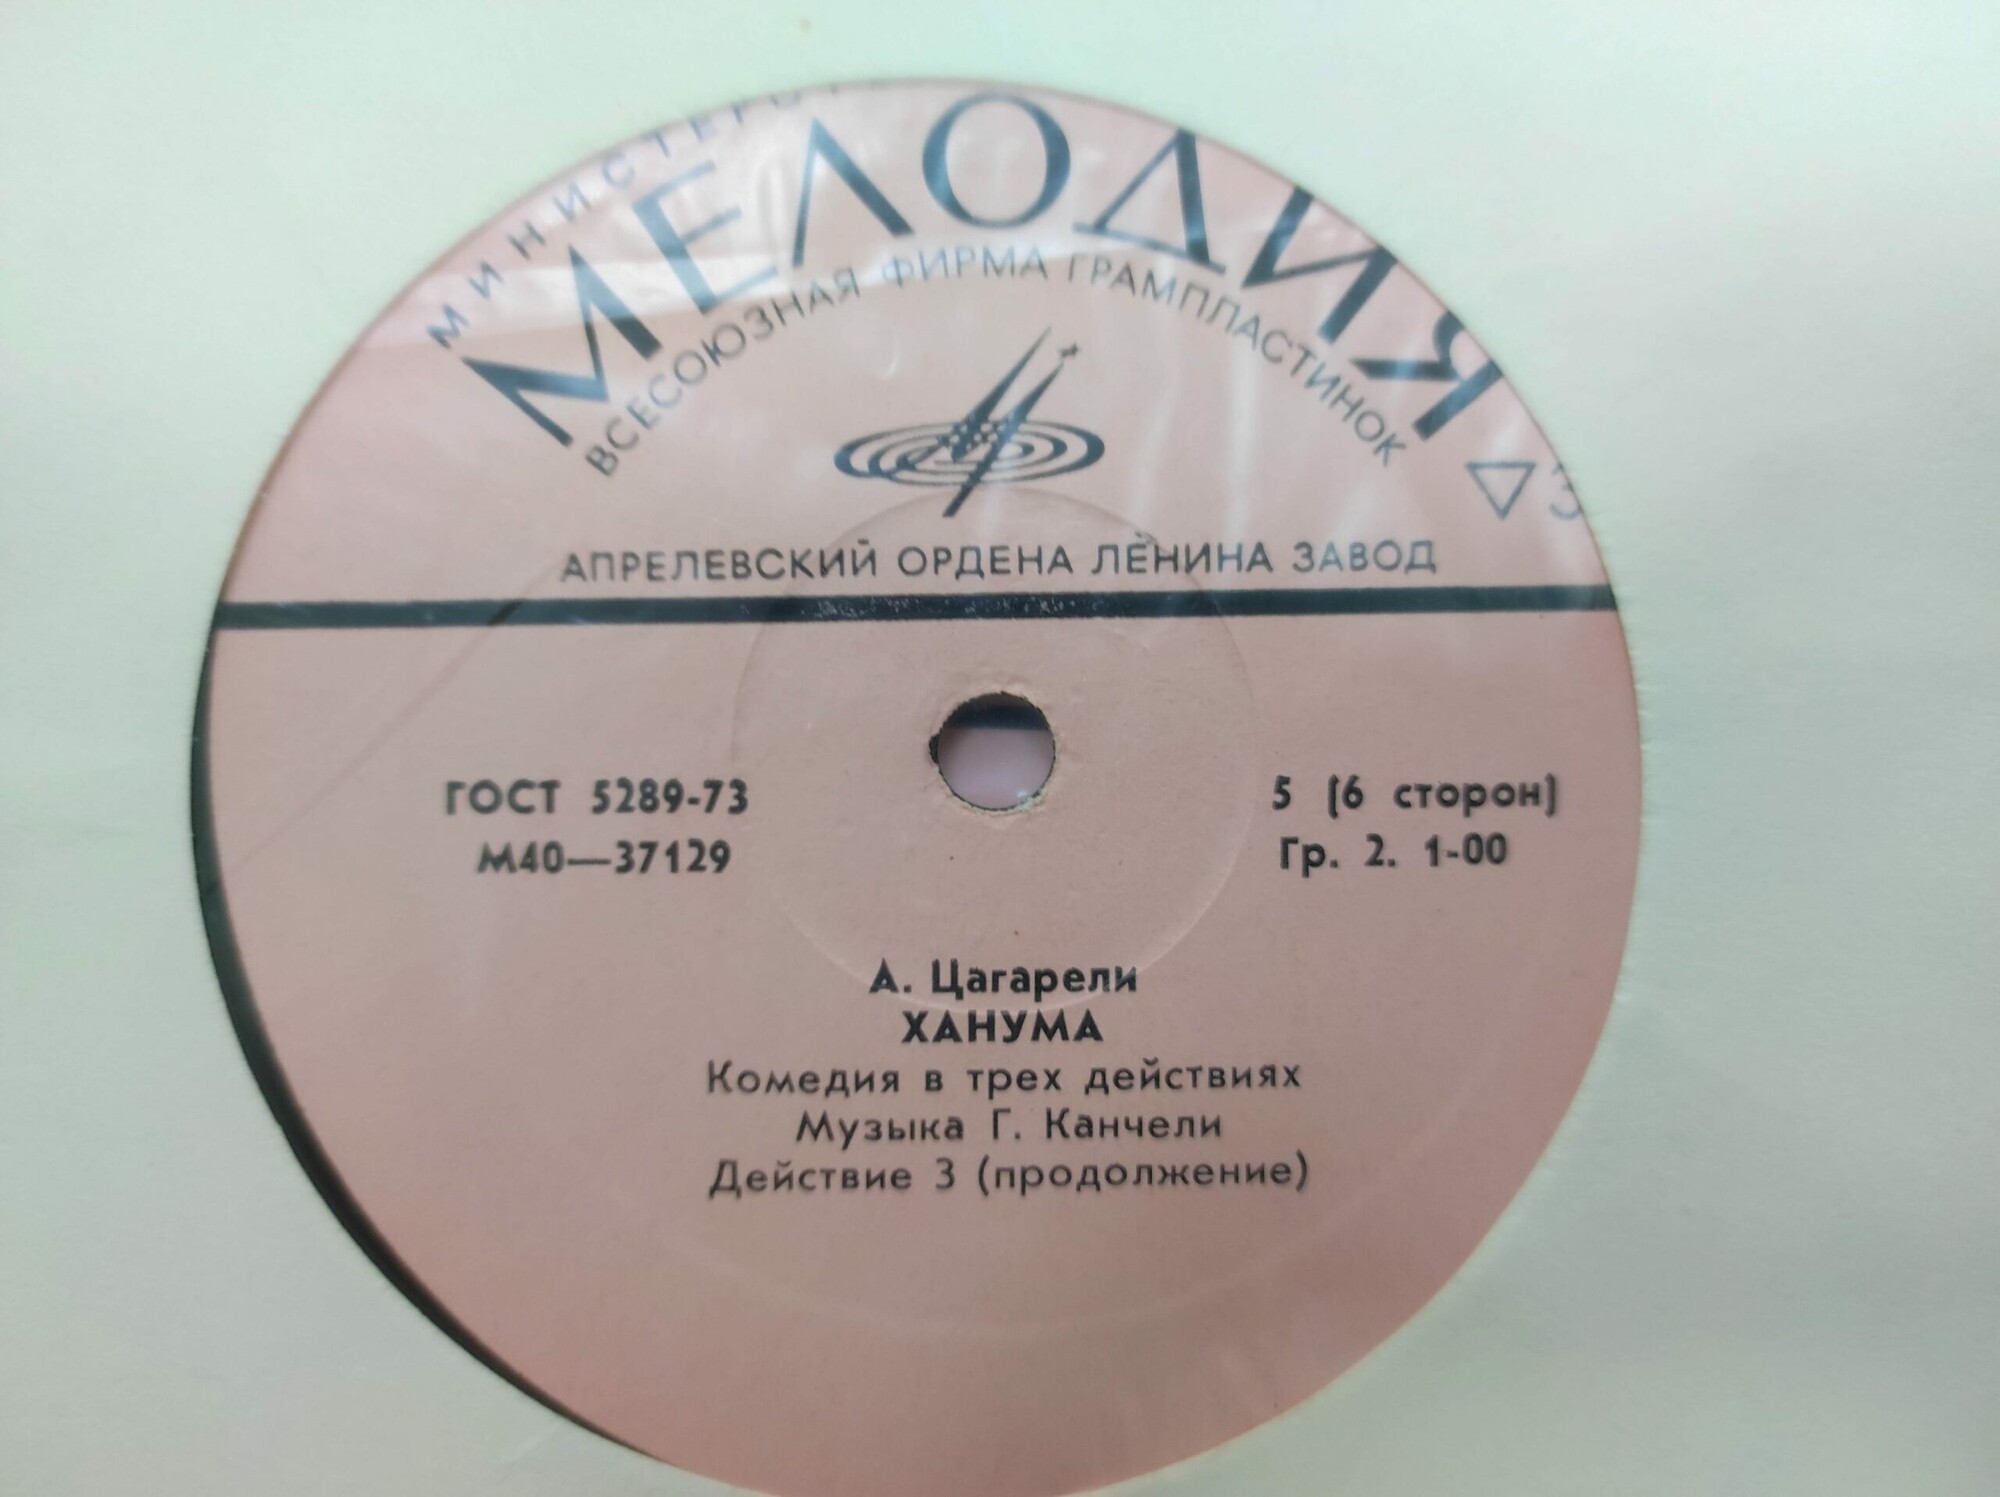 МЕЛОДИЯ
ВСЕСОЮЗНАЯ ФИРМА ГРАМПЛАСТИНОК
АПРЕЛЕВСКИЙ ОРДЕНА ЛЕНИНА ЗАВОД
ГОСТ 5289-73
М40—37129
5 (6 сторон)
Гр. 2. 1-00
А. Цагарели
ХАНУМА
Комедия в трех действиях
Музыка Г. Канчели
Действие 3 (продолжение)